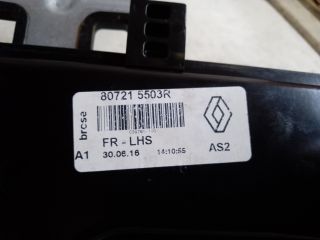 80721 5503R
brose
FR - LHS
A1 30.06.16 14:10:55 AS2